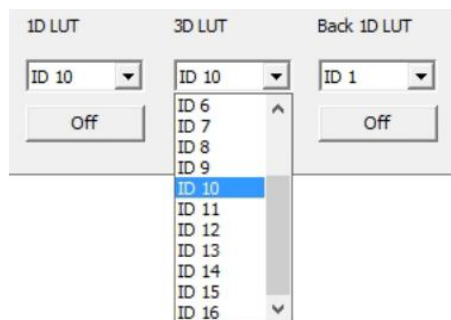 1D LUT 3D LUT Back 1D LUT
ID 10 ID 10 ID 1
Off Off
ID 6
ID 7
ID 8
ID 9
ID 10
ID 11
ID 12
ID 13
ID 14
ID 15
ID 16